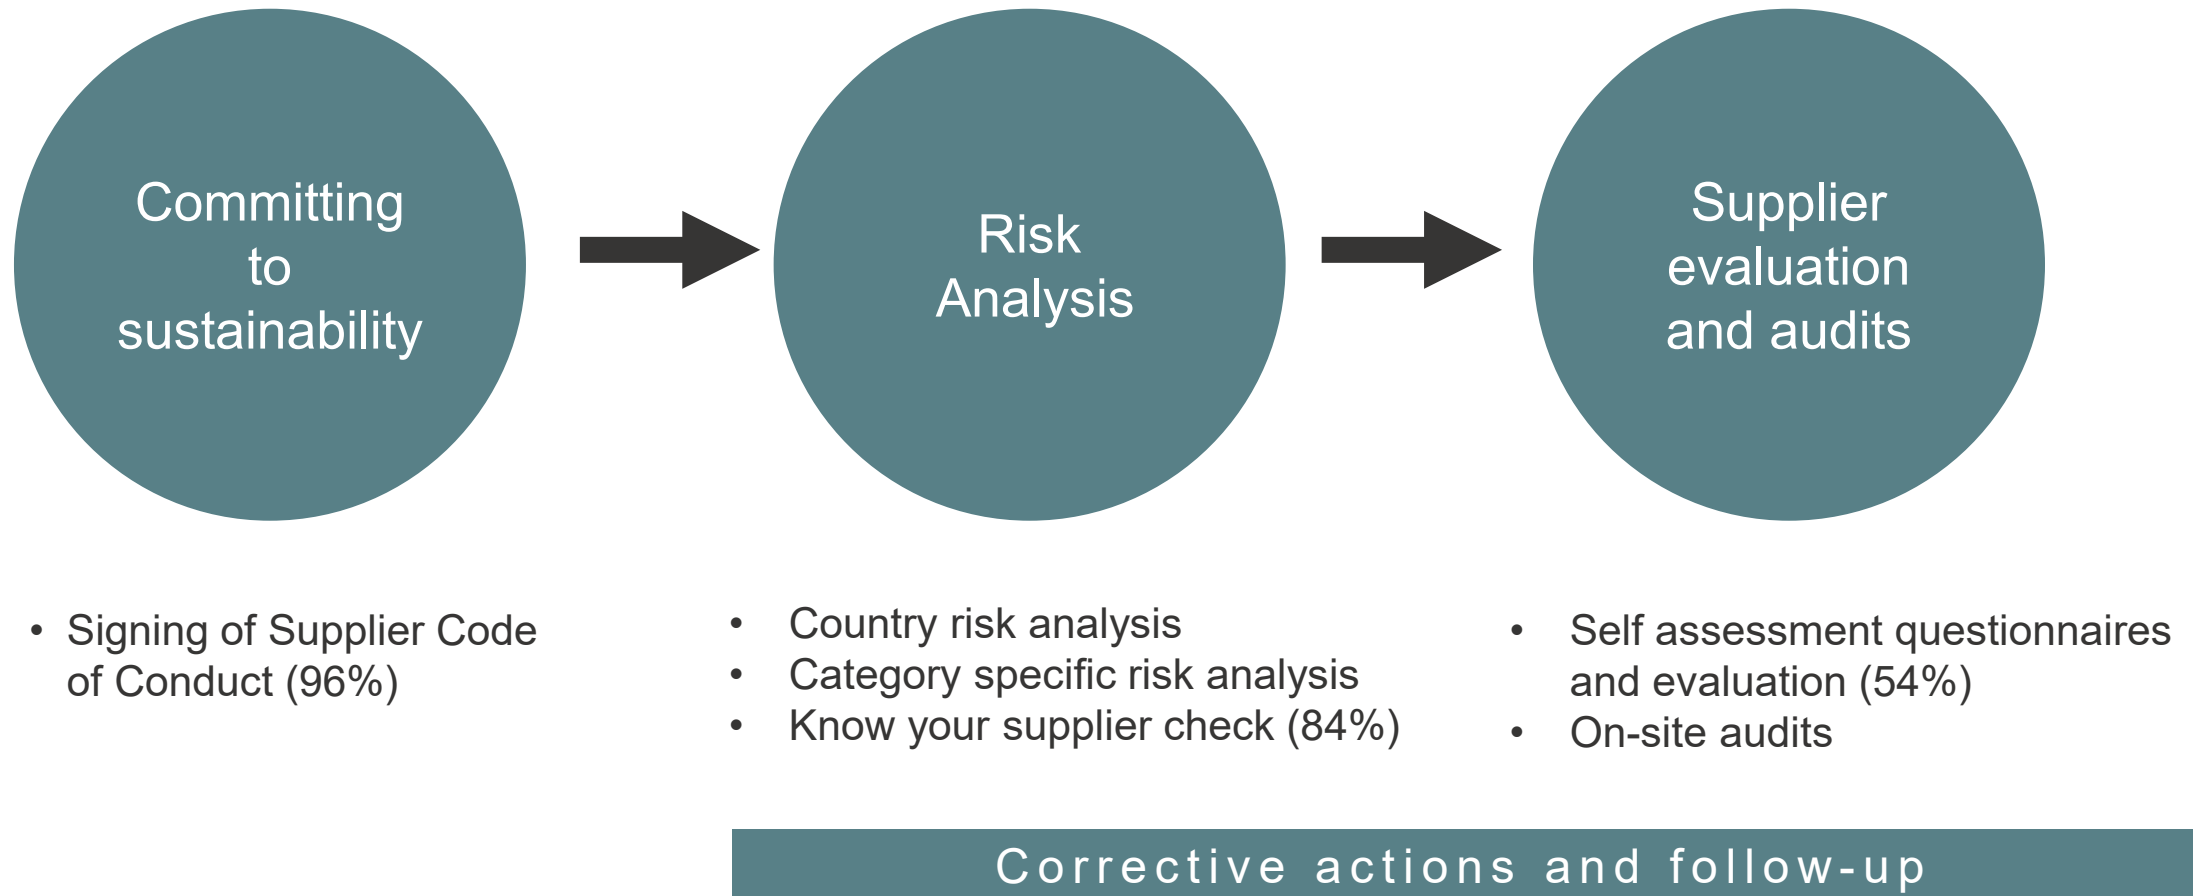 Committing
to
sustainability
Risk
Analysis
Supplier
evaluation
and audits
• Signing of Supplier Code
of Conduct (96%)
• Country risk analysis
• Category specific risk analysis
• Know your supplier check (84%)
• Self assessment questionnaires
and evaluation (54%)
• On-site audits
Corrective actions and follow-up